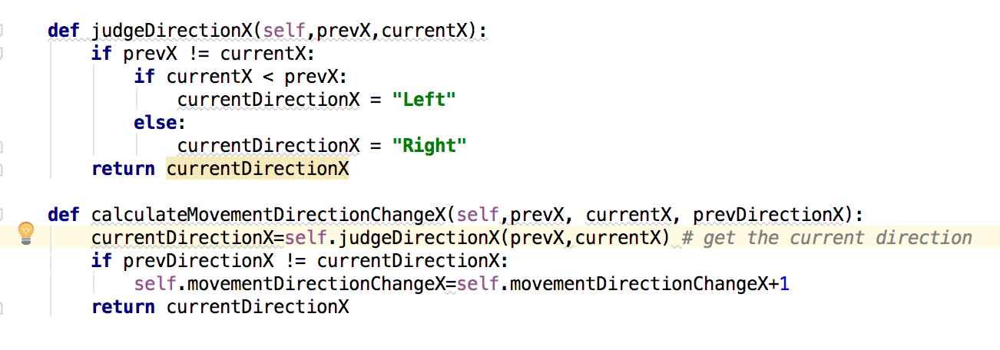 def judgeDirectionX(self,prevX,currentX):
    if prevX != currentX:
        if currentX < prevX:
            currentDirectionX = "Left"
        else:
            currentDirectionX = "Right"
    return currentDirectionX

def calculateMovementDirectionChangeX(self,prevX, currentX, prevDirectionX):
    currentDirectionX=self.judgeDirectionX(prevX,currentX) # get the current direction
    if prevDirectionX != currentDirectionX:
        self.movementDirectionChangeX=self.movementDirectionChangeX+1
    return currentDirectionX